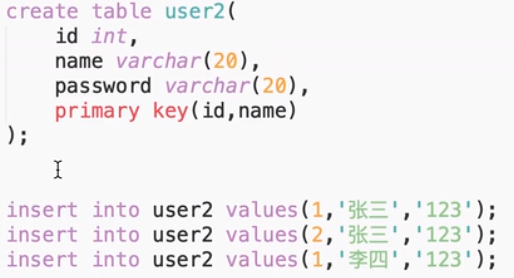 create table user2(
    id int,
    name varchar(20),
    password varchar(20),
    primary key(id,name)
);
insert into user2 values(1,'张三','123');
insert into user2 values(2,'张三','123');
insert into user2 values(1,'李四','123');